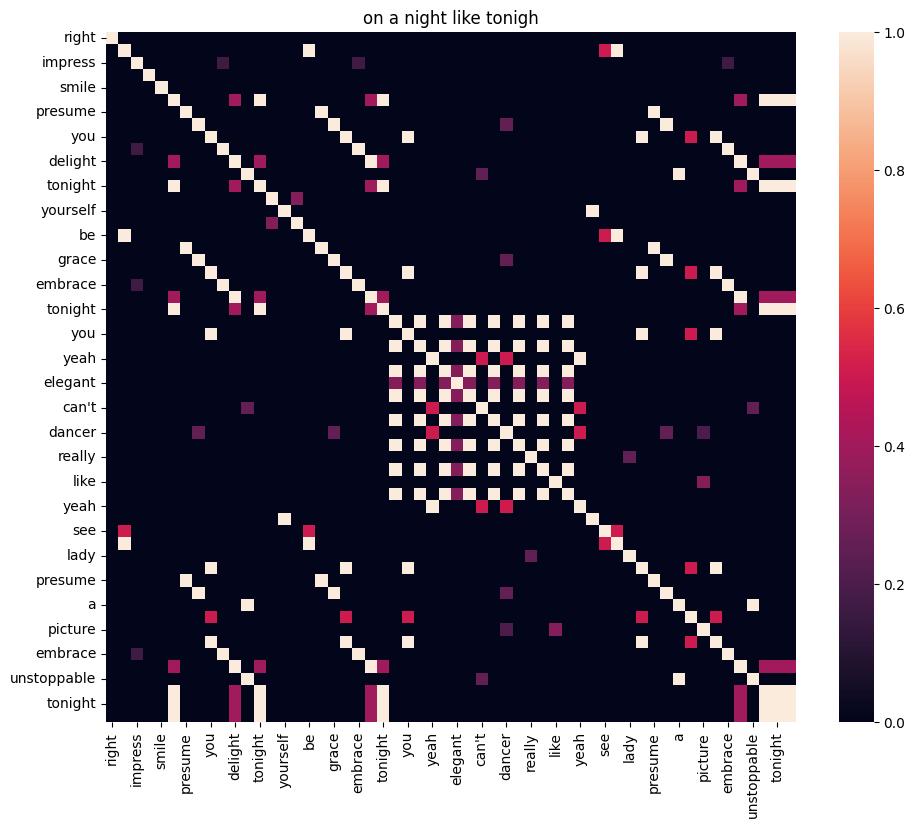 on a night like tonigh
right
impress
smile
presume
you
delight
tonight
yourself
be
grace
embrace
tonight
you
yeah
elegant
can't
dancer
really
like
yeah
see
lady
presume
a
picture
embrace
unstoppable
tonight
right
impress
smile
presume
you
delight
tonight
yourself
be
grace
embrace
tonight
you
yeah
elegant
can't
dancer
really
like
yeah
see
lady
presume
a
picture
embrace
unstoppable
tonight
1.0
0.8
0.6
0.4
0.2
0.0